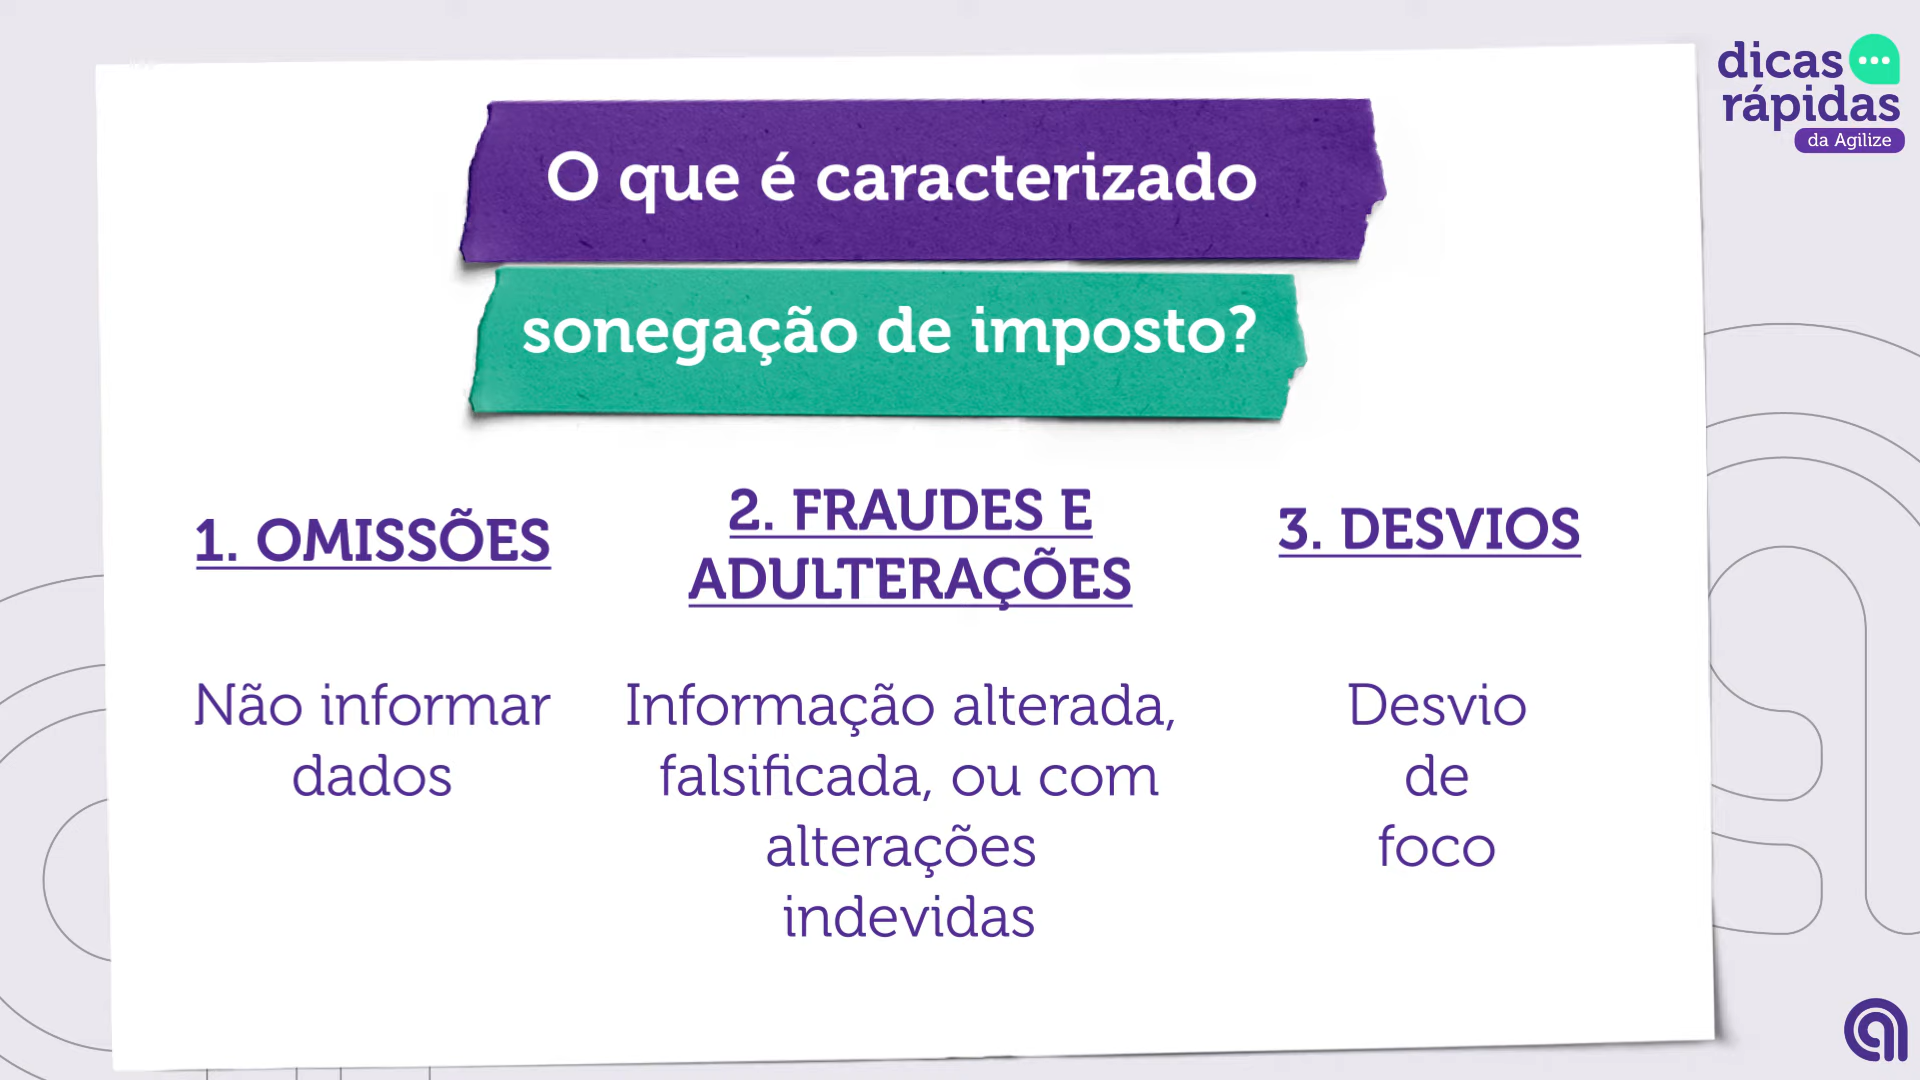 dicas
rápidas
da Agilize
O que é caracterizado
sonegação de imposto?
1. OMISSÕES
Não informar
dados
2. FRAUDES E
ADULTERAÇÕES
Informação alterada,
falsificada, ou com
alterações
indevidas
3. DESVIOS
Desvio
de
foco